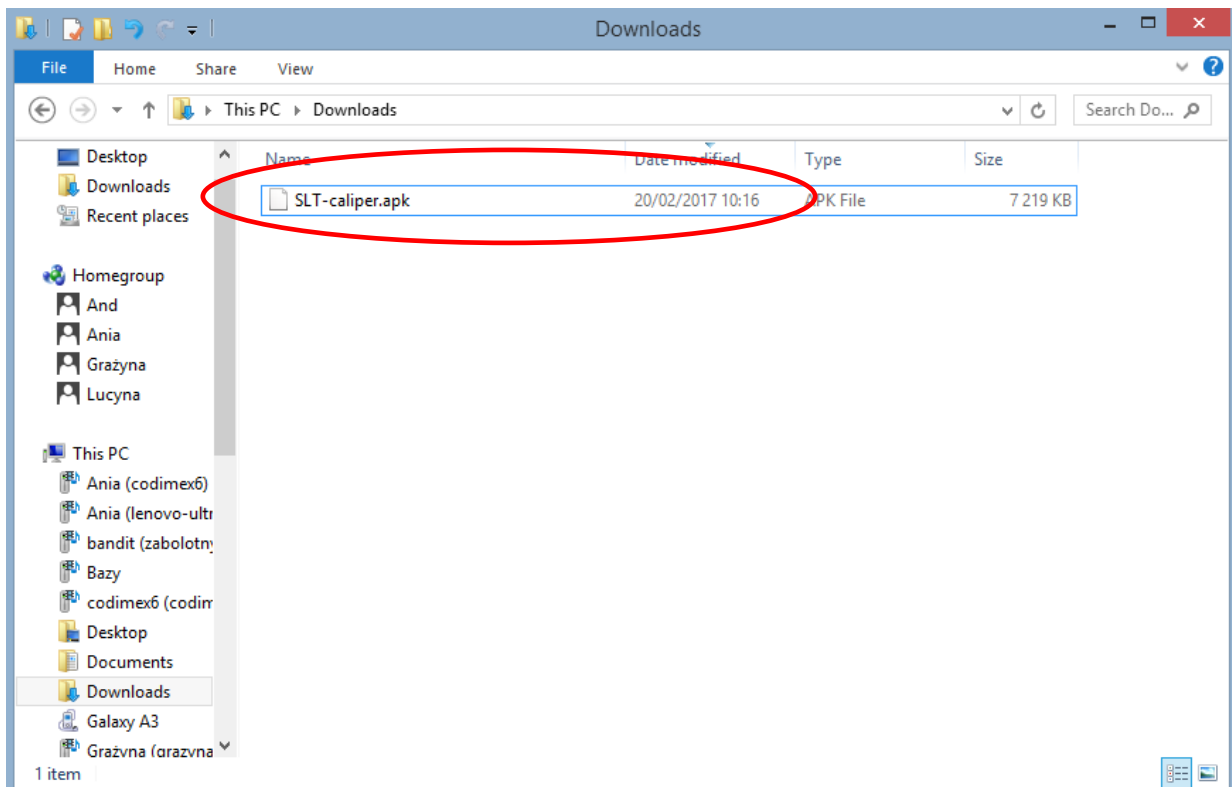 Downloads
File Home Share View
This PC Downloads
Search Do...
Desktop
Downloads
Recent places
Homegroup
And
Ania
Grażyna
Lucyna
This PC
Ania (codimex6)
Ania (lenovo-ultr
bandit (zabolotny
Bazy
codimex6 (codim
Desktop
Documents
Downloads
Galaxy A3
Grażyna (grazyna
Name Date modified Type Size
SLT-caliper.apk 20/02/2017 10:16 APK File 7 219 KB
1 item